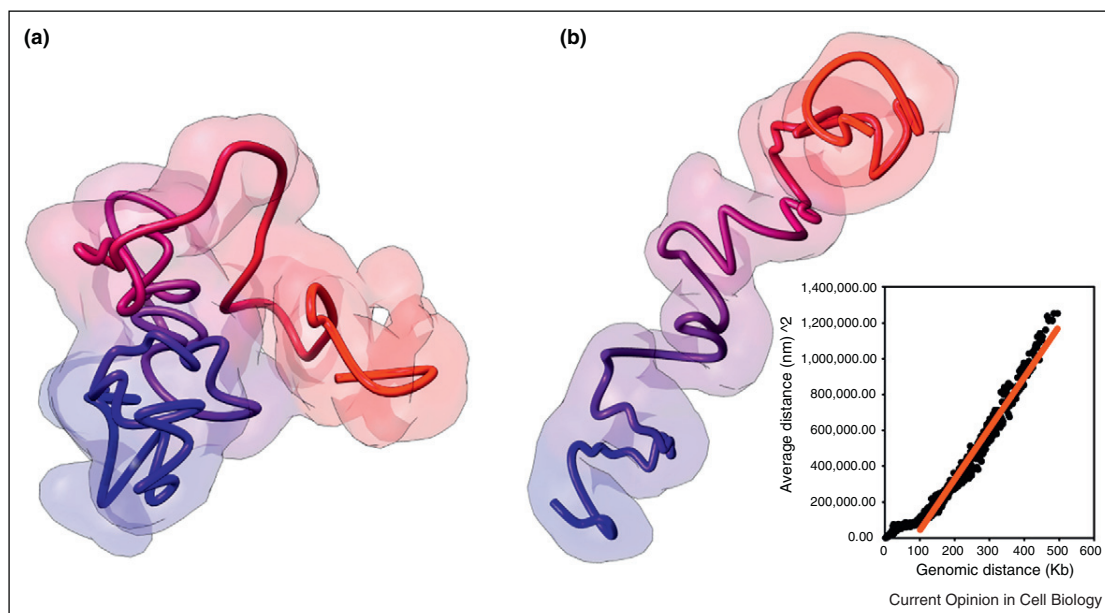 (a)
(b)
1,400,000.00
1,200,000.00
1,000,000.00
800,000.00
600,000.00
400,000.00
200,000.00
0.00
Average distance (nm) ^2
0 100 200 300 400 500 600
Genomic distance (Kb)
Current Opinion in Cell Biology